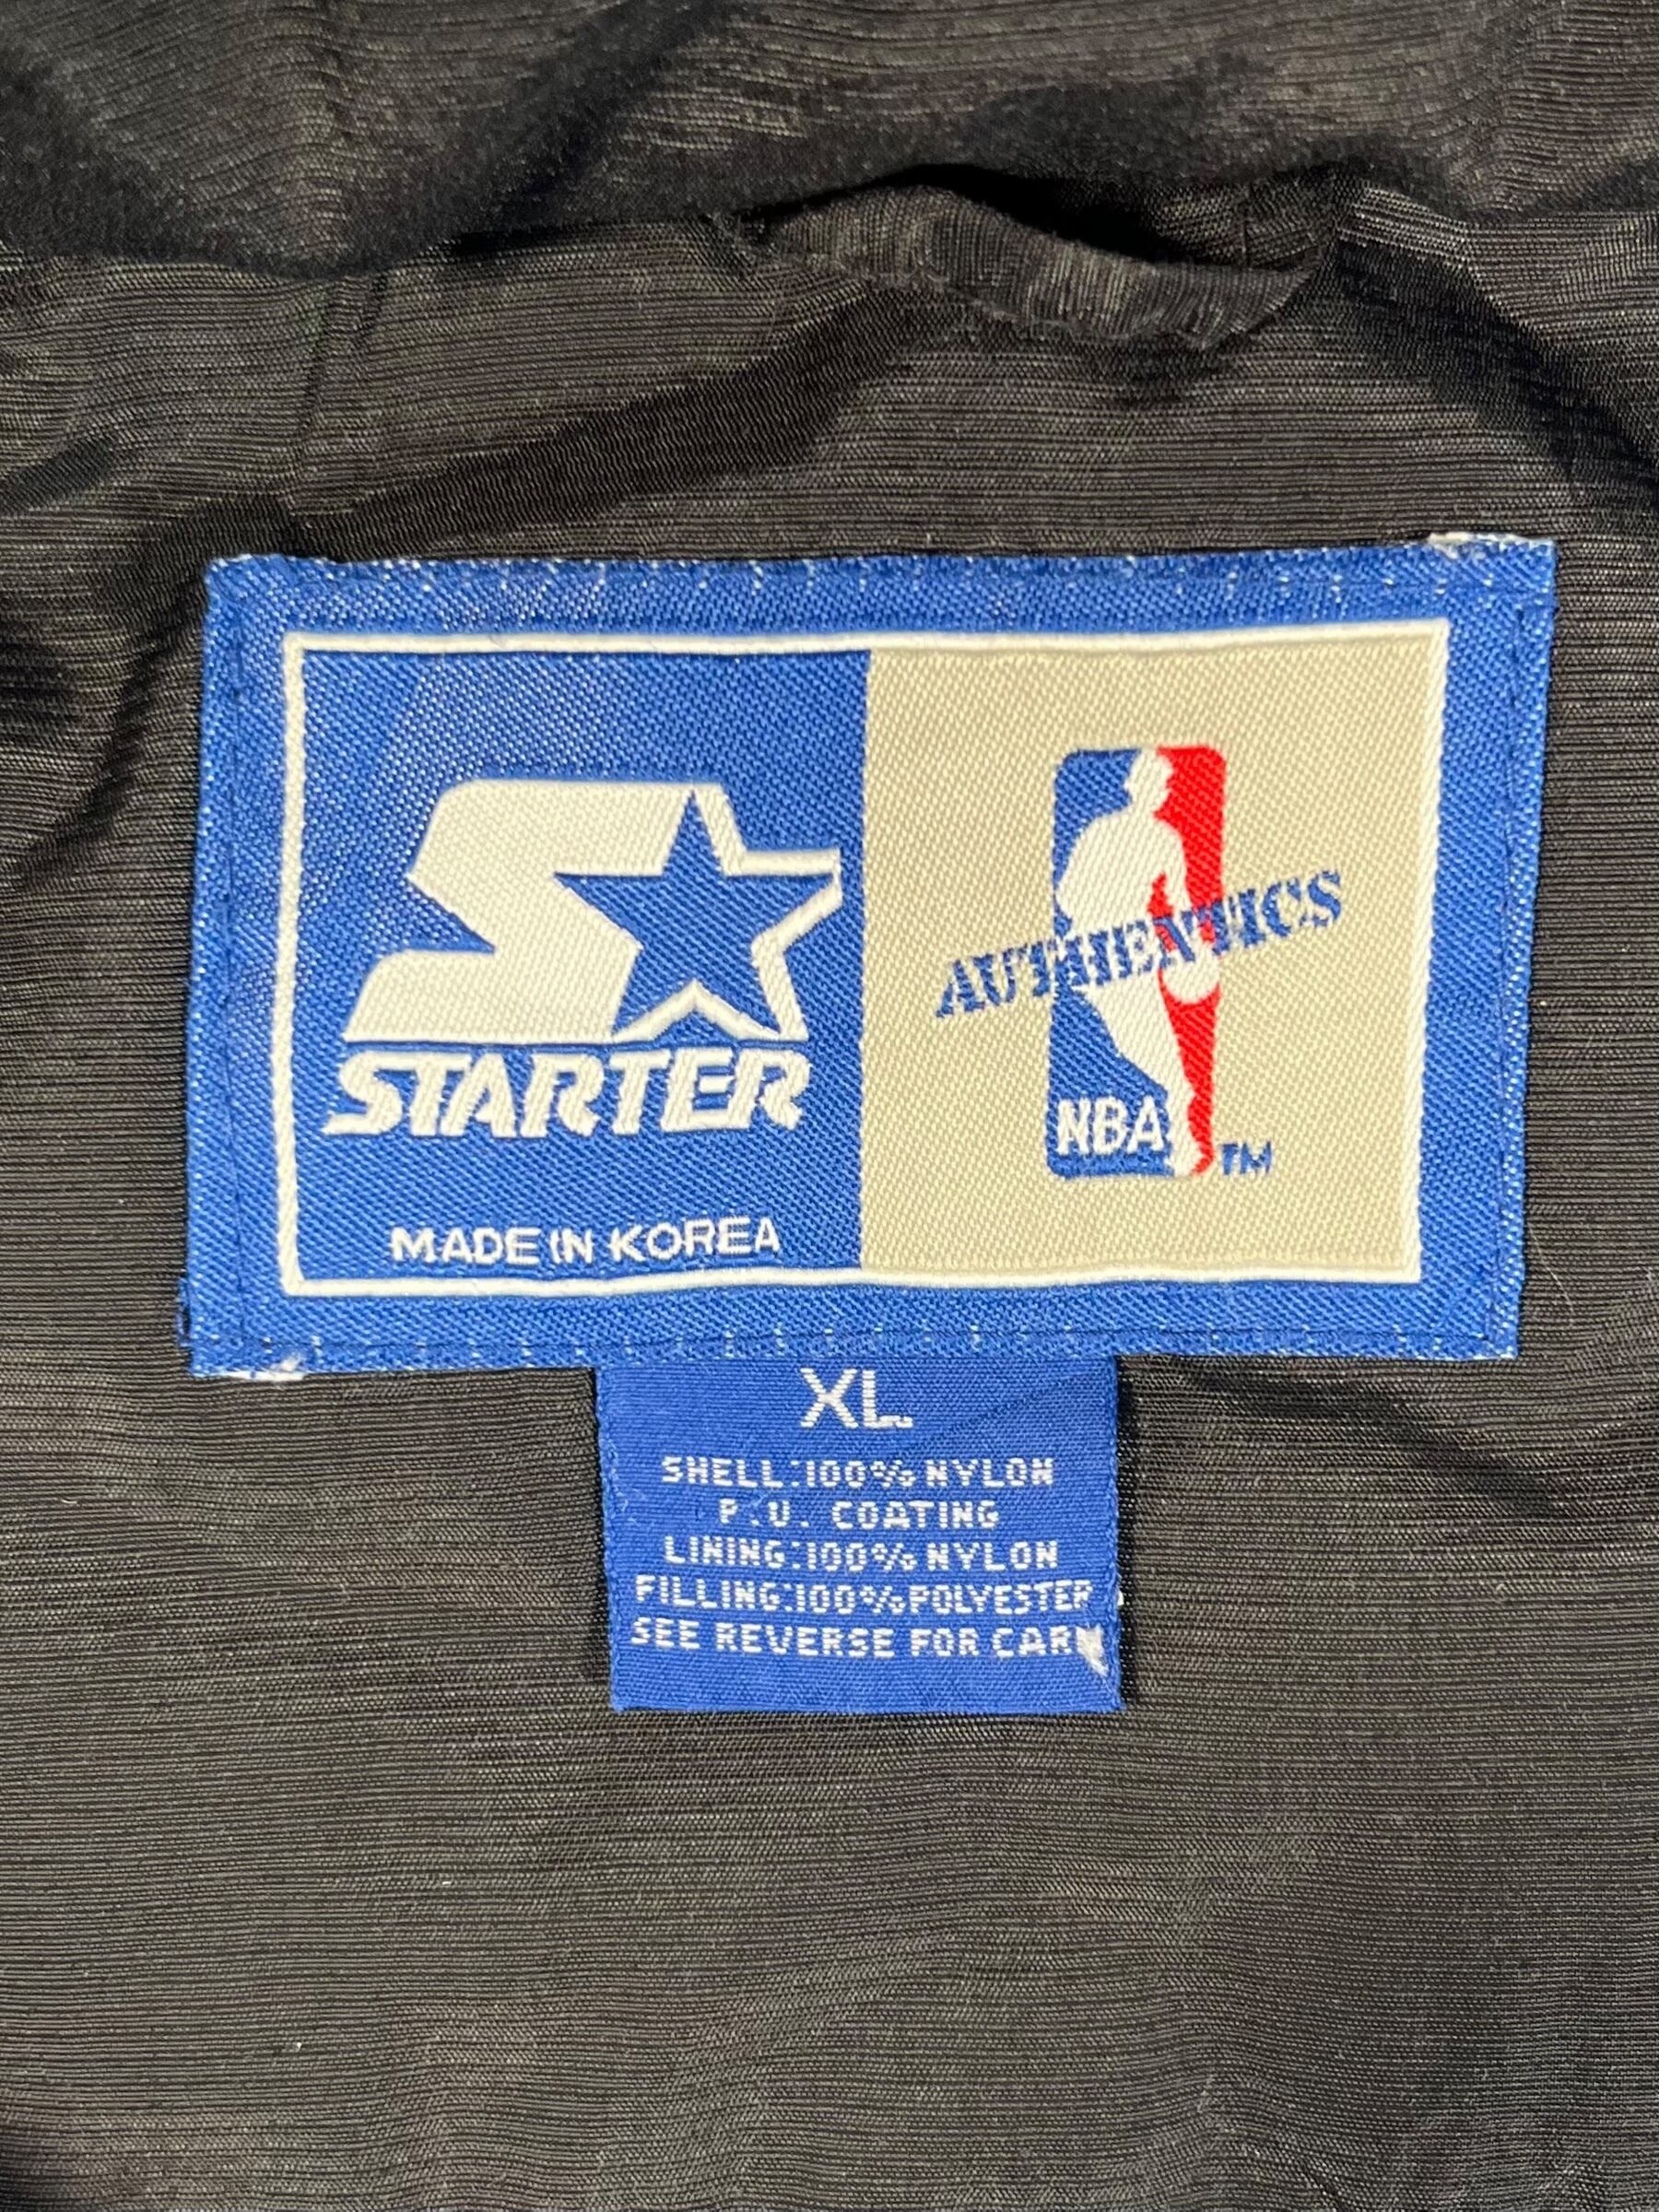 STARTER
MADE IN KOREA
AUTHENTICS
NBA
TM
XL
SHELL:100% NYLON
P.U. COATING
LINING:100% NYLON
FILLING:100% POLYESTER
SEE REVERSE FOR CARE